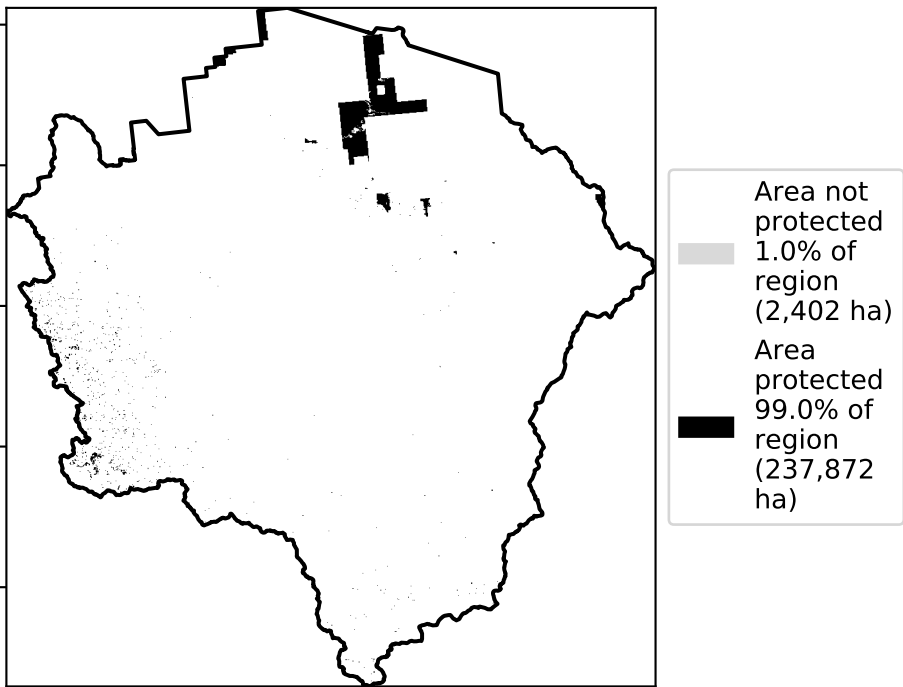 Area not
protected
1.0% of
region
(2,402 ha)
Area
protected
99.0% of
region
(237,872
ha)